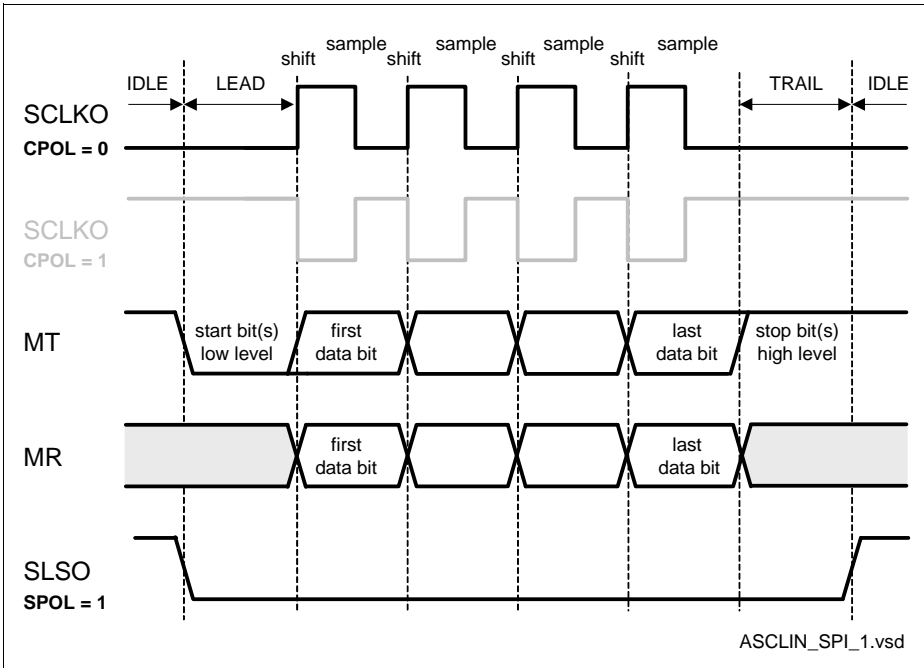 sample sample sample sample
shift shift shift shift
IDLE LEAD TRAIL IDLE
SCLKO
CPOL = 0
SCLKO
CPOL = 1
MT
start bit(s)
low level
first
data bit
last
data bit
stop bit(s)
high level
MR
first
data bit
last
data bit
SLSO
SPOL = 1
ASCLIN_SPI_1.vsd